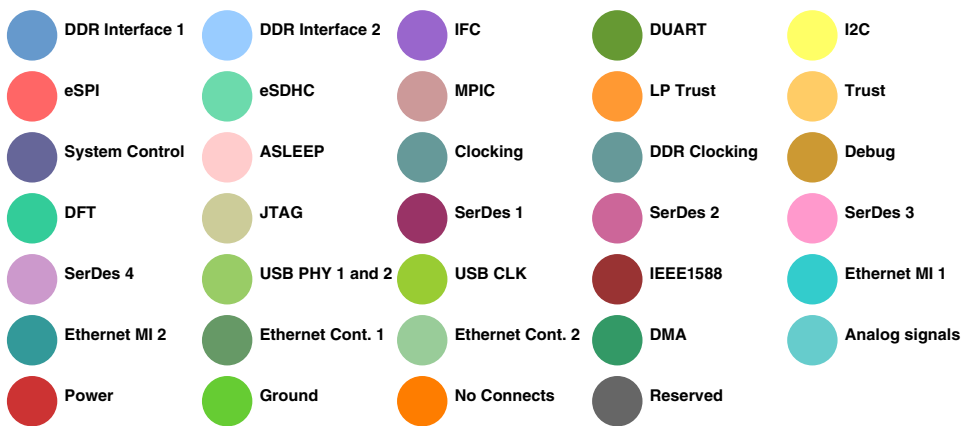 DDR Interface 1 DDR Interface 2 IFC DUART I2C
eSPI eSDHC MPIC LP Trust Trust
System Control ASLEEP Clocking DDR Clocking Debug
DFT JTAG SerDes 1 SerDes 2 SerDes 3
SerDes 4 USB PHY 1 and 2 USB CLK IEEE1588 Ethernet MI 1
Ethernet MI 2 Ethernet Cont. 1 Ethernet Cont. 2 DMA Analog signals
Power Ground No Connects Reserved